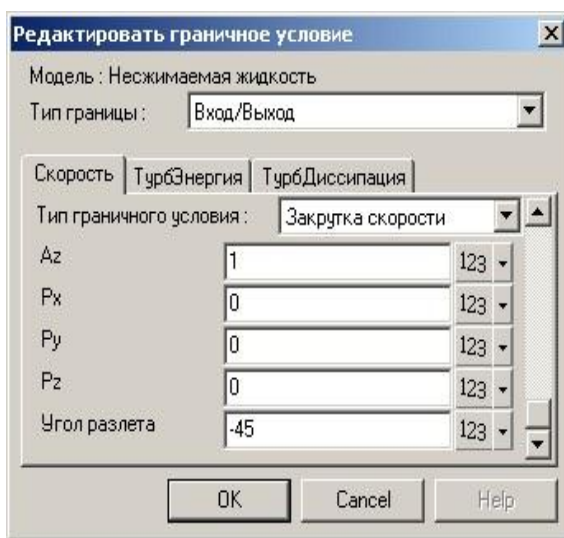 Редактировать граничное условие
Модель : Несжимаемая жидкость
Тип границы : Вход/Выход
Скорость ТурбЭнергия ТурбДиссипация
Тип граничного условия : Закрутка скорости
Az 1 123
Px 0 123
Py 0 123
Pz 0 123
Угол разлета -45 123
OK Cancel Help